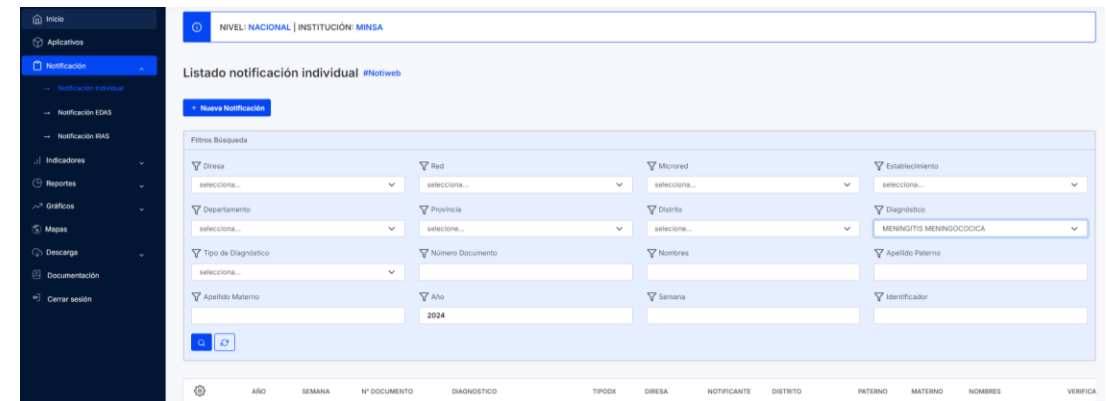 Inicio
Aplicativos
Notificación
→ Notificación Individual
→ Notificación EDAS
→ Notificación IRAS
Indicadores
Reportes
Gráficos
Mapas
Descarga
Documentación
Cerrar sesión
NIVEL: NACIONAL | INSTITUCIÓN: MINSA
Listado notificación individual #Notiweb
+ Nueva Notificación
Filtros Búsqueda
Diresa Red Microred Establecimiento
selecciona... selecciona... selecciona... selecciona...
Departamento Provincia Distrito Diagnóstico
selecciona... selecione... selecione... MENINGITIS MENINGOCOCICA
Tipo de Diagnóstico Número Documento Nombres Apellido Paterno
selecciona...
Apellido Materno Año Semana Identificador
2024
AÑO SEMANA N° DOCUMENTO DIAGNOSTICO TIPODX DIRESA NOTIFICANTE DISTRITO PATERNO MATERNO NOMBRES VERIFICA